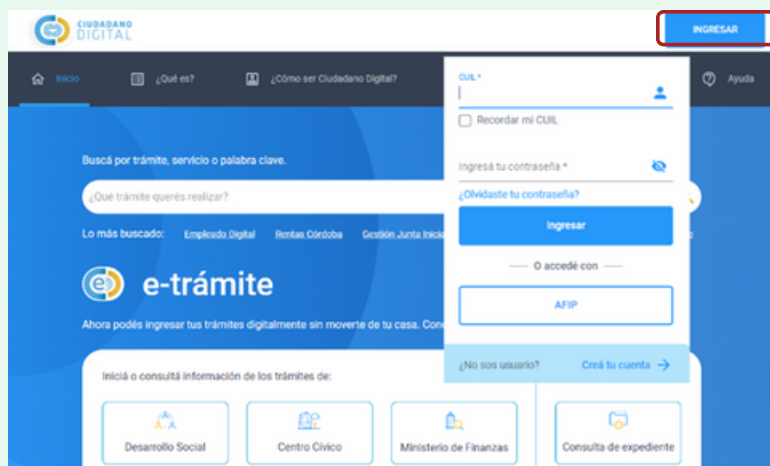 CIUDADANO
DIGITAL
INGRESAR
Inicio
¿Qué es?
¿Cómo ser Ciudadano Digital?
Ayuda
CUIL *
Recordar mi CUIL
Ingresá tu contraseña *
¿Olvidaste tu contraseña?
Ingresar
O accedé con
AFIP
¿No sos usuario?
Creá tu cuenta
Buscá por trámite, servicio o palabra clave.
¿Qué trámite querés realizar?
Lo más buscado: Empleado Digital Rentas Córdoba Gestión Junta
e-trámite
Ahora podés ingresar tus trámites digitalmente sin moverte de tu casa.
Iniciá o consultá información de los trámites de:
Desarrollo Social
Centro Cívico
Ministerio de Finanzas
Consulta de expediente